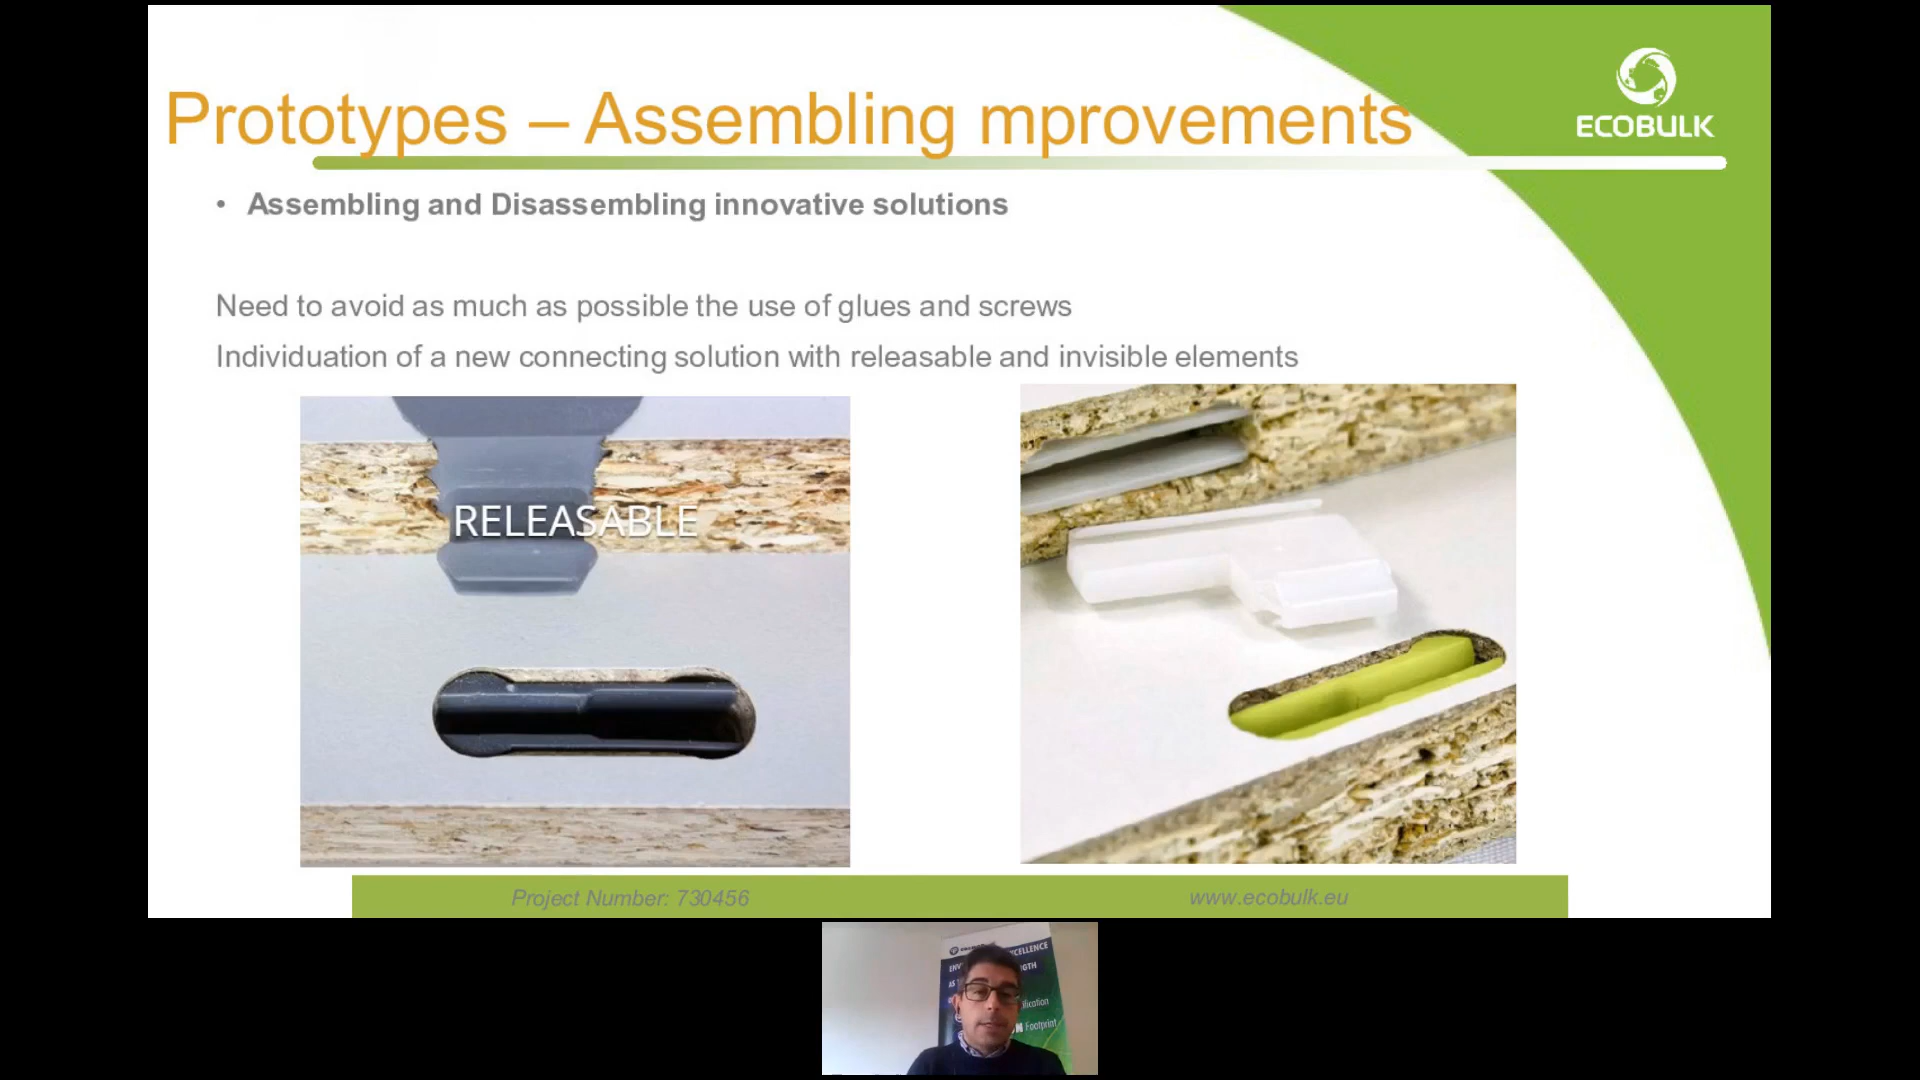 Prototypes – Assembling mprovements
ECOBULK
• Assembling and Disassembling innovative solutions
Need to avoid as much as possible the use of glues and screws
Individuation of a new connecting solution with releasable and invisible elements
RELEASABLE
Project Number: 730456
www.ecobulk.eu
AS
Footprint